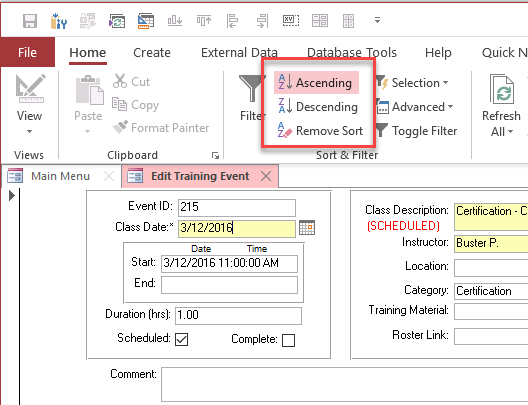 File Home Create External Data Database Tools Help Quick N
View
Views
Paste
Cut
Copy
Format Painter
Clipboard
Filter
Ascending
Descending
Remove Sort
Selection
Advanced
Toggle Filter
Sort & Filter
Refresh
All
Main Menu Edit Training Event
Event ID: 215
Class Date:* 3/12/2016
Date Time
Start: 3/12/2016 11:00:00 AM
End:
Duration (hrs): 1.00
Scheduled: Complete:
Class Description: Certification - C
(SCHEDULED)
Instructor: Buster P.
Location:
Category: Certification
Training Material:
Roster Link:
Comment: